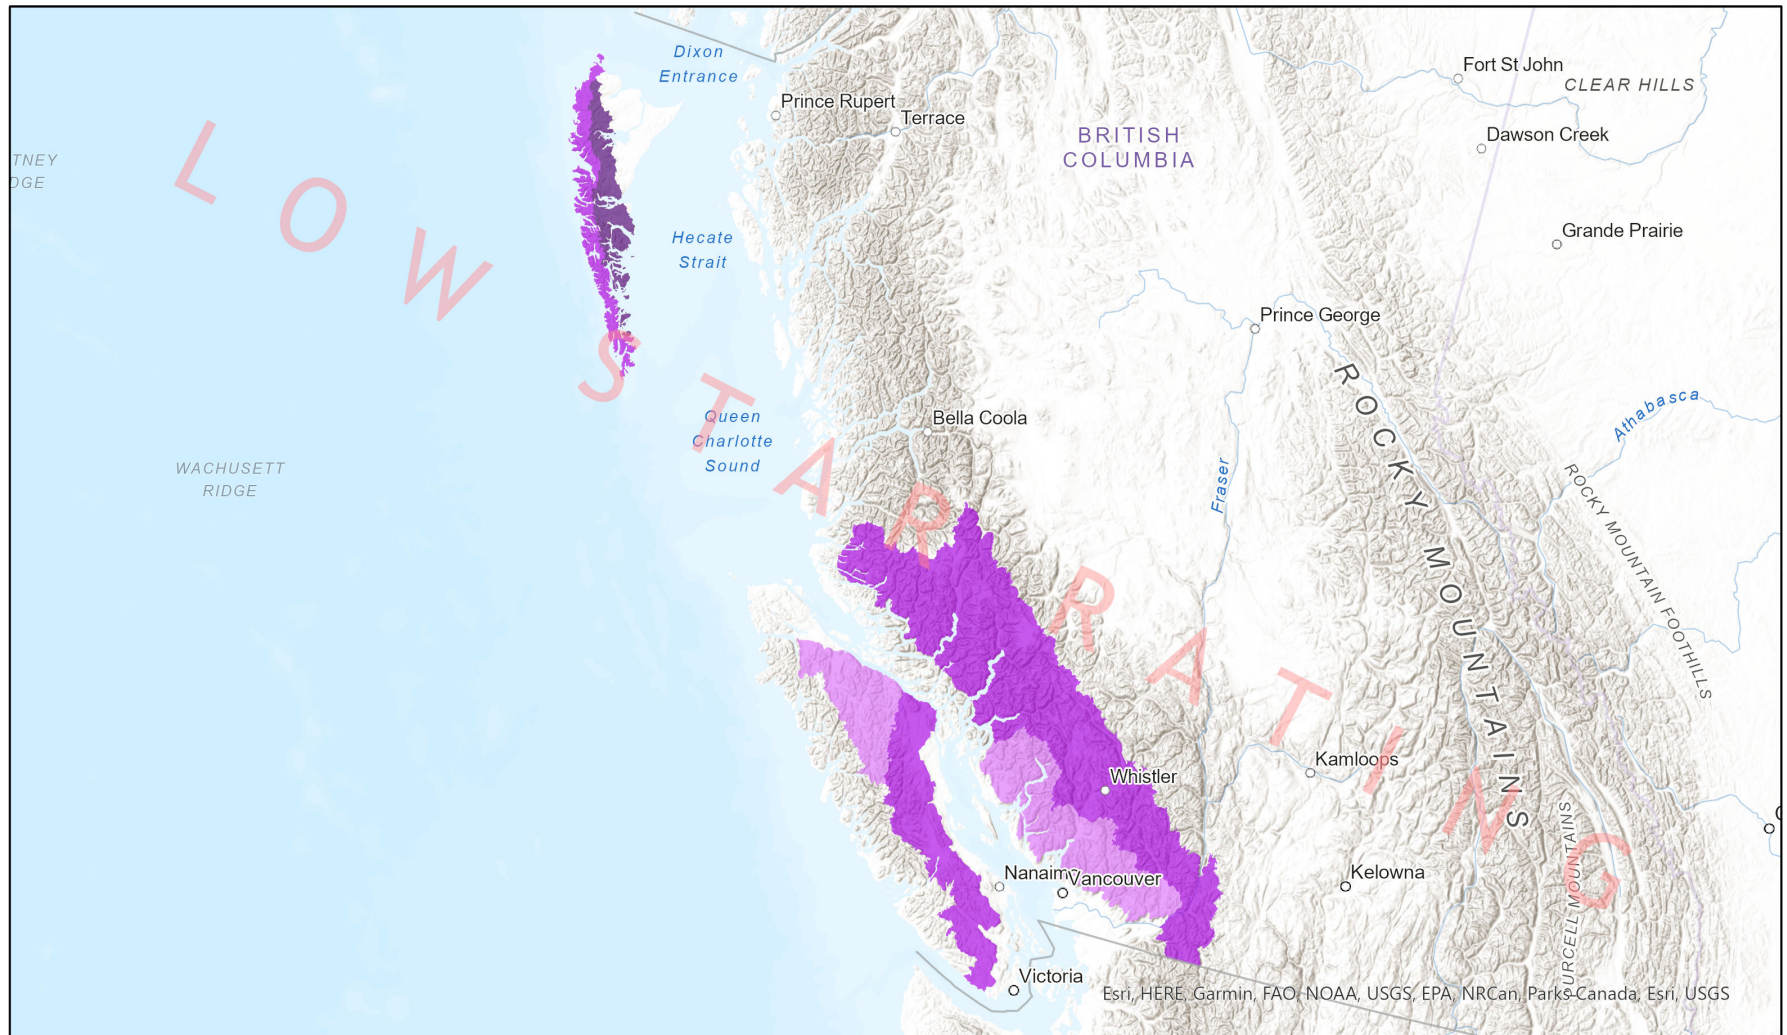 Dixon
Entrance
Prince Rupert
Terrace
BRITISH
COLUMBIA
Fort St John
CLEAR HILLS
Dawson Creek
TNEY
DGE
LOW STAR RATING
Grande Prairie
Hecate
Strait
Prince George
ROCKY MOUNTAINS
Athabasca
Queen
Charlotte
Sound
Bella Coola
WACHUSETT
RIDGE
Fraser
ROCKY MOUNTAIN FOOTHILLS
Whistler
Kamloops
Nanaimo
Vancouver
Kelowna
PURCELL MOUNTAINS
Victoria
Esri, HERE, Garmin, FAO, NOAA, USGS, EPA, NRCan, Parks Canada, Esri, USGS